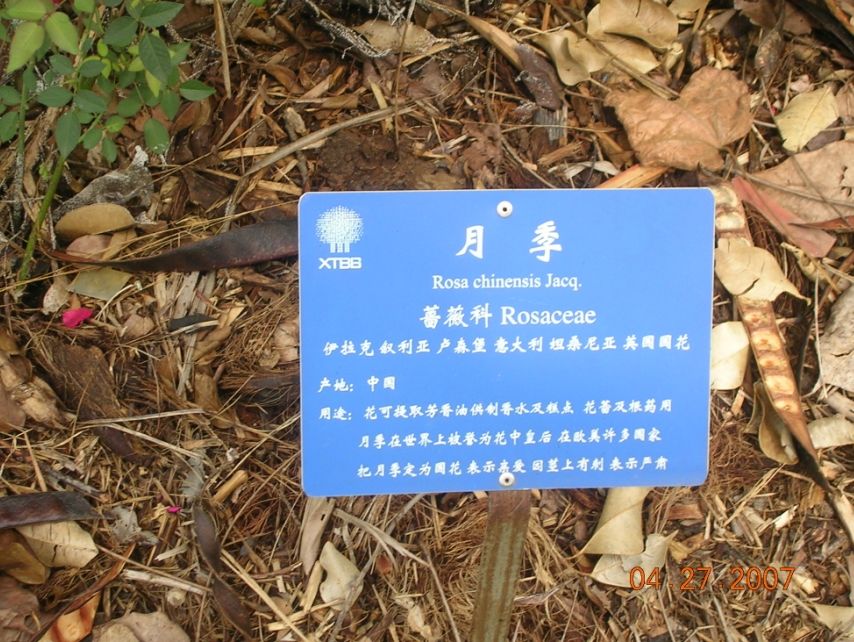 XTBB
月季
Rosa chinensis Jacq.
蔷薇科 Rosaceae
伊拉克 叙利亚 卢森堡 意大利 坦桑尼亚 英国国花
产地：中国
用途：花可提取芳香油供制香水及糕点 花蕾及根药用
月季在世界上被誉为花中皇后 在欧美许多国家
把月季定为国花 表示亲爱 因茎上有刺 表示严肃
04 27 2007